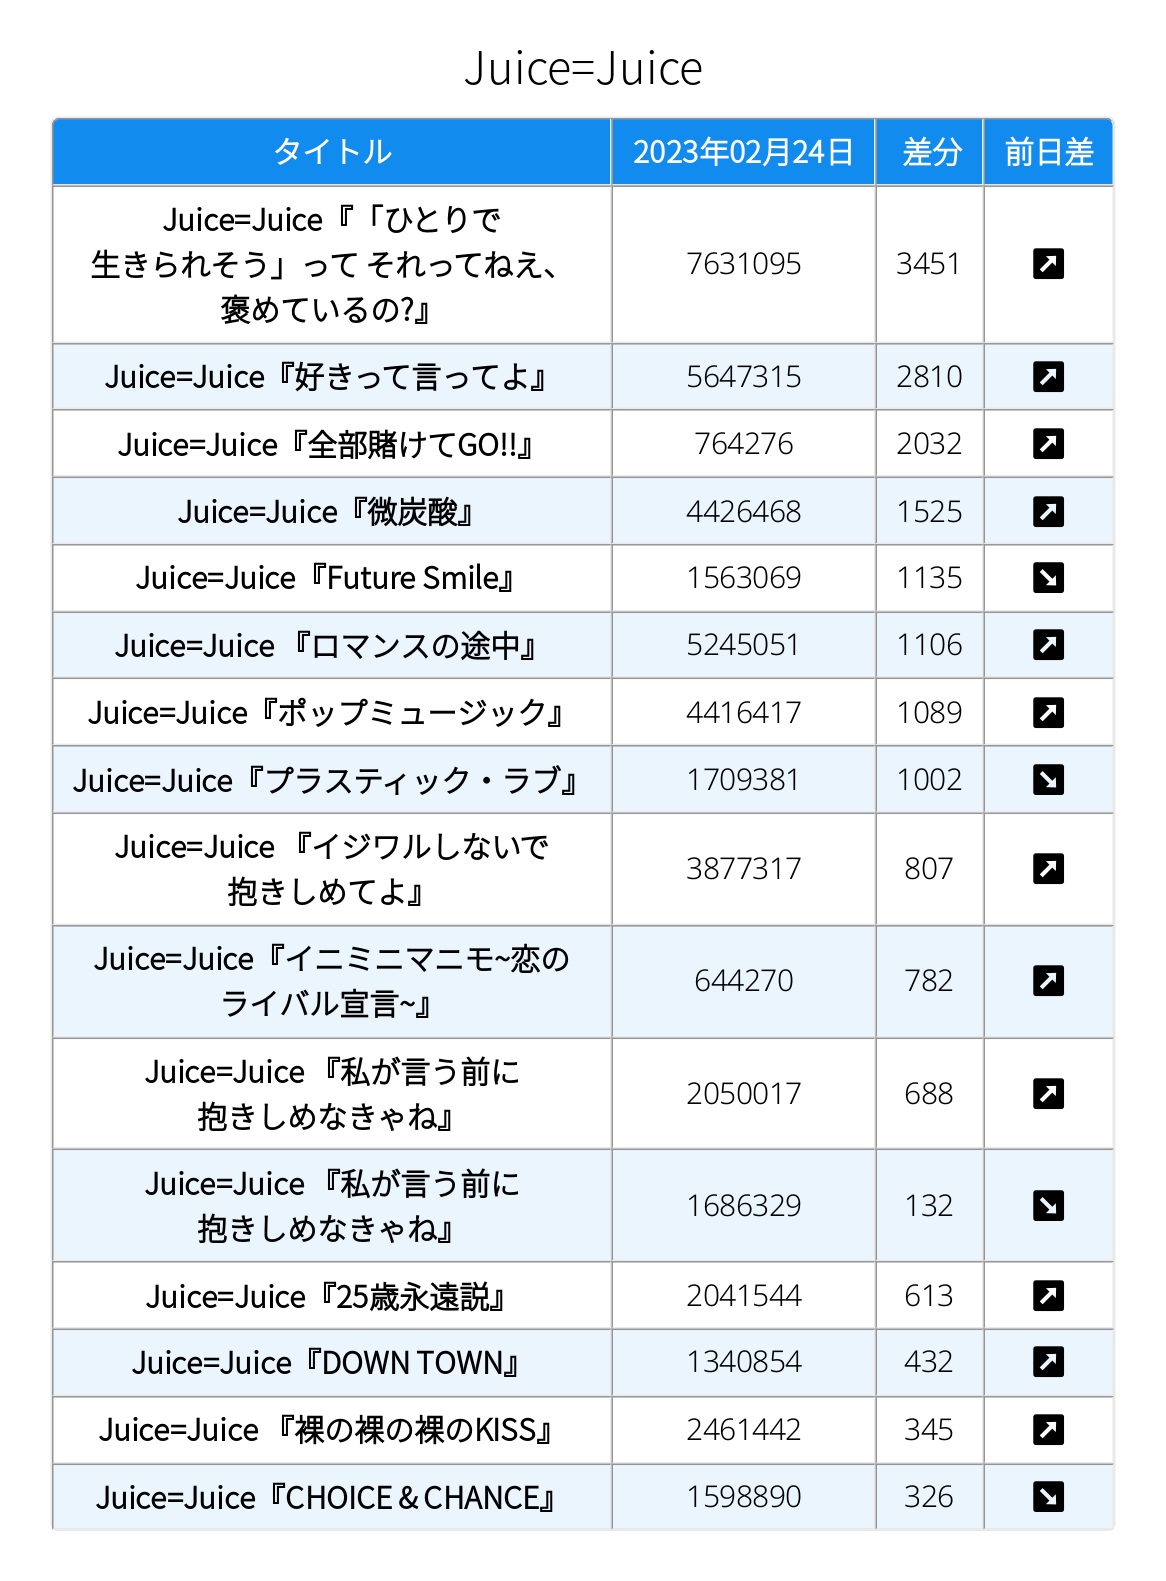 Juice=Juice
タイトル 2023年02月24日 差分 前日差
Juice=Juice『「ひとりで
生きられそう」って それってねえ、
褒めているの?』 7631095 3451 ↗
Juice=Juice『好きって言ってよ』 5647315 2810 ↗
Juice=Juice『全部賭けてGO!!』 764276 2032 ↗
Juice=Juice『微炭酸』 4426468 1525 ↗
Juice=Juice『Future Smile』 1563069 1135 ↘
Juice=Juice 『ロマンスの途中』 5245051 1106 ↗
Juice=Juice『ポップミュージック』 4416417 1089 ↗
Juice=Juice『プラスティック・ラブ』 1709381 1002 ↘
Juice=Juice 『イジワルしないで
抱きしめてよ』 3877317 807 ↗
Juice=Juice『イニミニマニモ~恋の
ライバル宣言~』 644270 782 ↗
Juice=Juice 『私が言う前に
抱きしめなきゃね』 2050017 688 ↗
Juice=Juice 『私が言う前に
抱きしめなきゃね』 1686329 132 ↘
Juice=Juice『25歳永遠説』 2041544 613 ↗
Juice=Juice『DOWN TOWN』 1340854 432 ↗
Juice=Juice 『裸の裸の裸のKISS』 2461442 345 ↗
Juice=Juice『CHOICE & CHANCE』 1598890 326 ↘